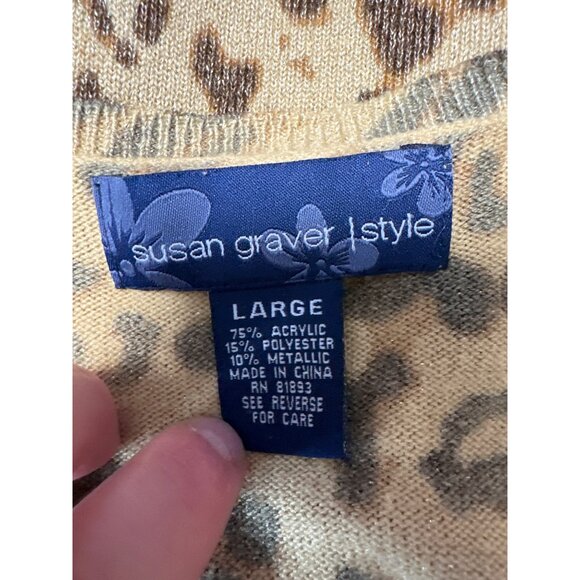 susan graver | style
LARGE
75% ACRYLIC
15% POLYESTER
10% METALLIC
MADE IN CHINA
RN 81893
SEE REVERSE
FOR CARE